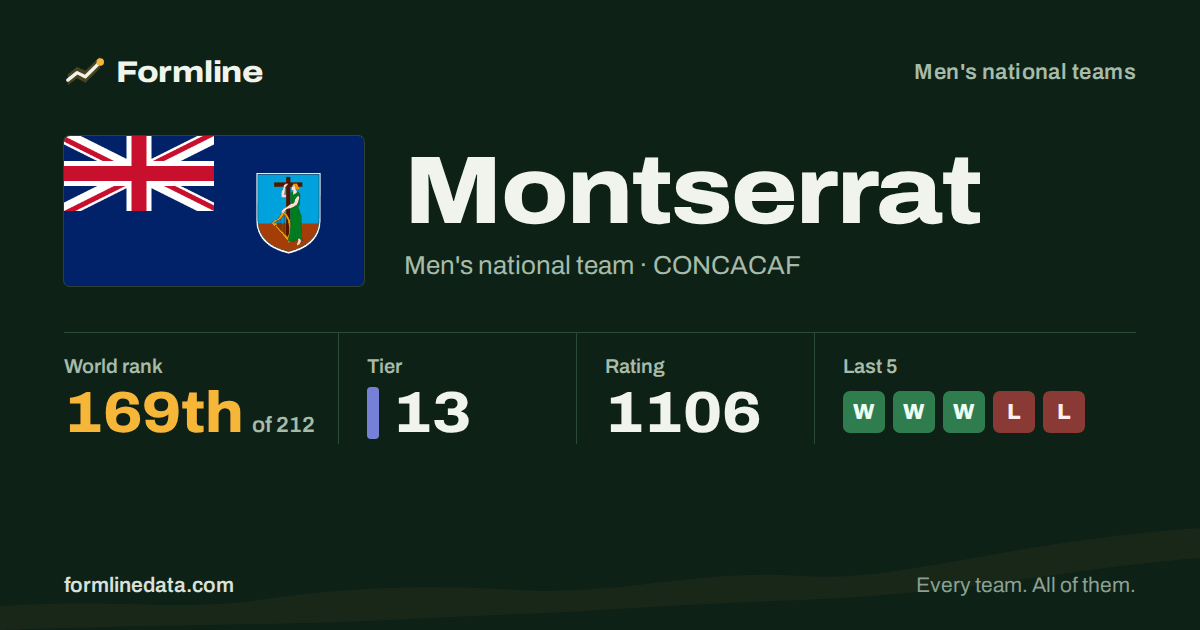 Formline
Men's national teams
Montserrat
Men's national team · CONCACAF
World rank
169th of 212
Tier
13
Rating
1106
Last 5
W W W L L
formlinedata.com
Every team. All of them.